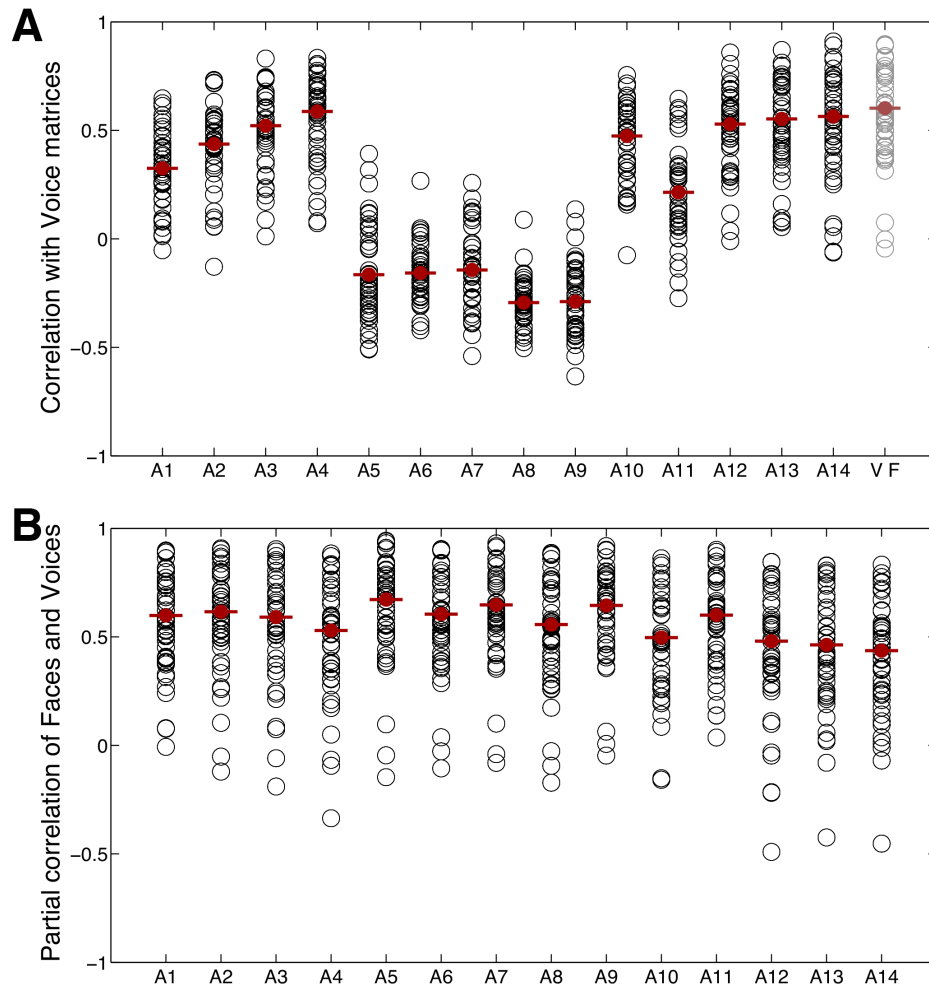 A
Correlation with Voice matrices
1
0.5
0
−0.5
−1
A1 A2 A3 A4 A5 A6 A7 A8 A9 A10 A11 A12 A13 A14 V F
B
Partial correlation of Faces and Voices
1
0.5
0
−0.5
−1
A1 A2 A3 A4 A5 A6 A7 A8 A9 A10 A11 A12 A13 A14